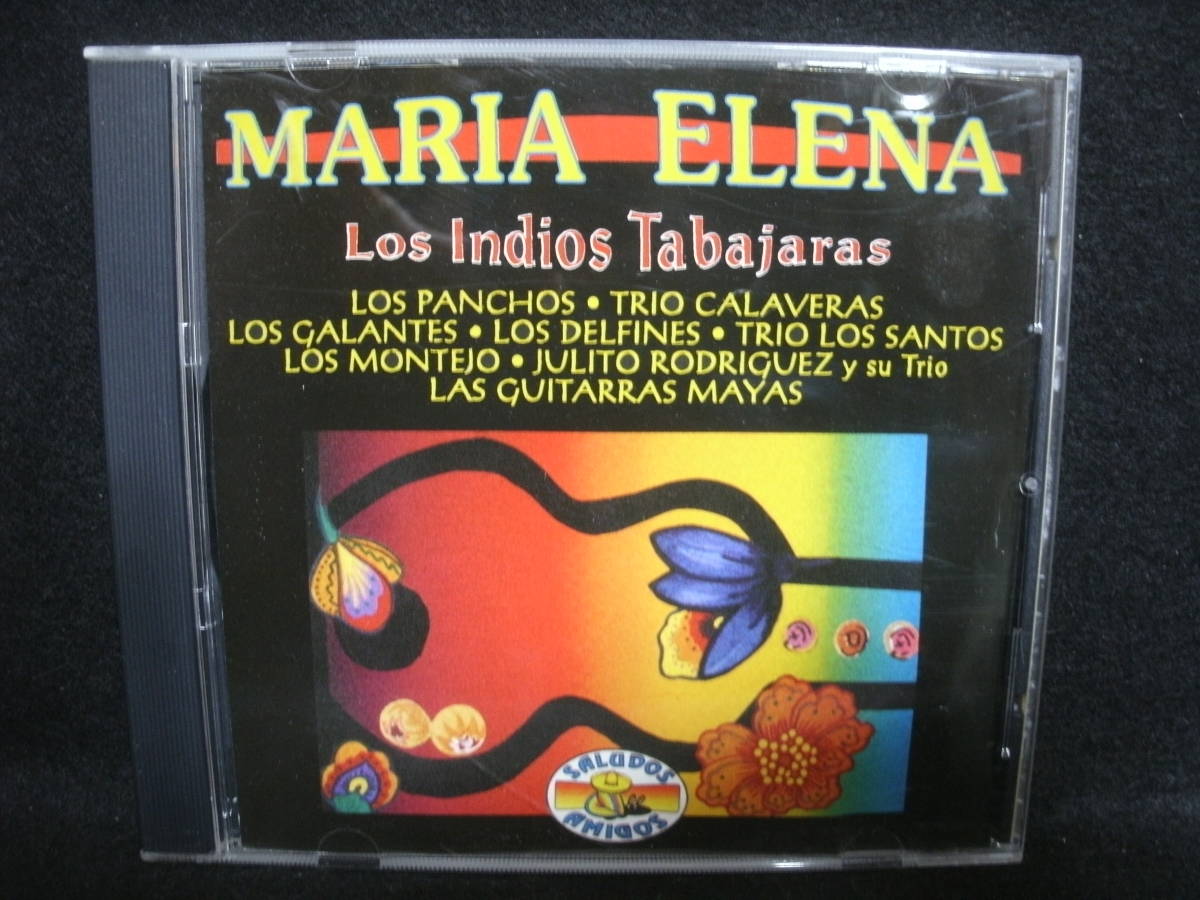 MARIA ELENA
Los Indios Tabajaras
LOS PANCHOS • TRIO CALAVERAS
LOS GALANTES • LOS DELFINES • TRIO LOS SANTOS
LOS MONTEJO • JULITO RODRIGUEZ y su Trio
LAS GUITARRAS MAYAS
SALUDOS
AMIGOS